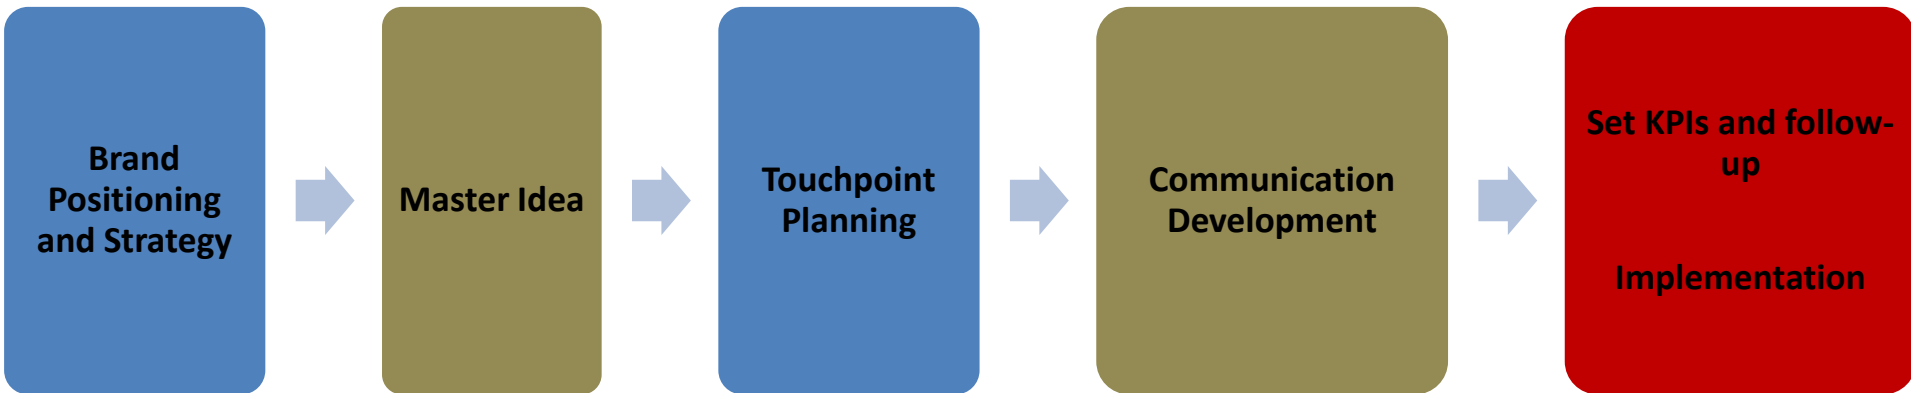 Brand
Positioning
and Strategy
Master Idea
Touchpoint
Planning
Communication
Development
Set KPIs and follow-
up
Implementation